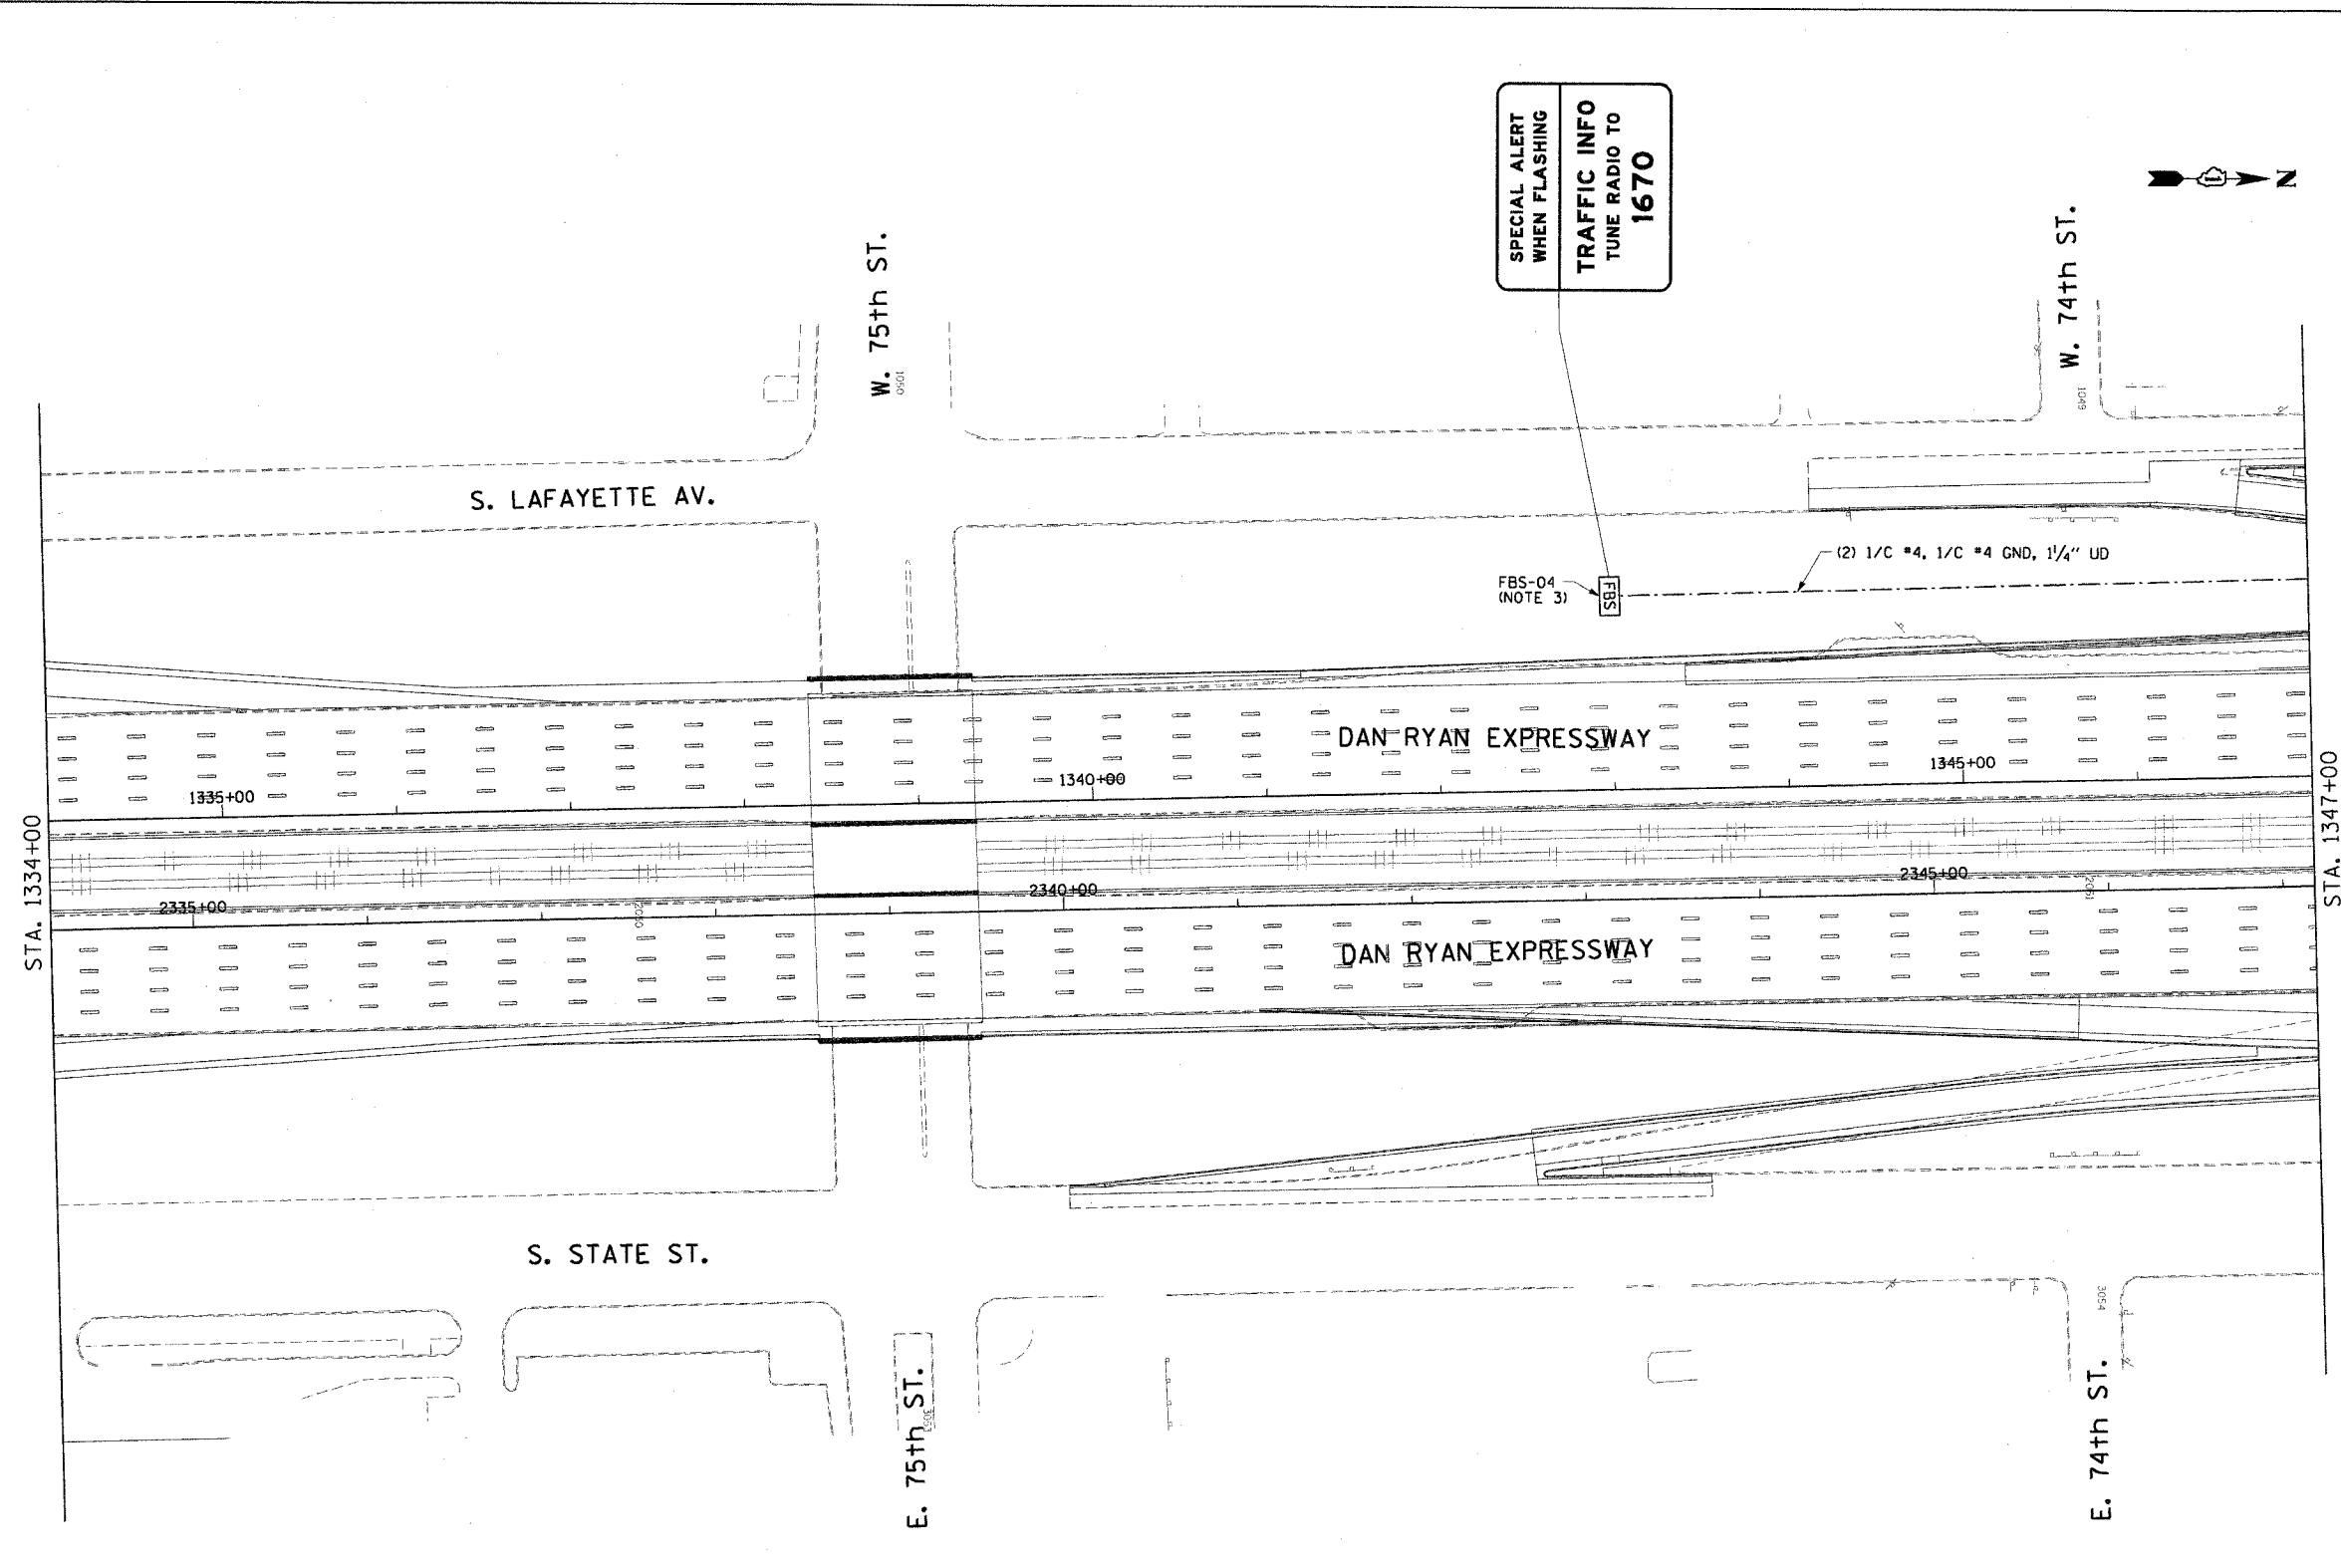 SPECIAL ALERT
WHEN FLASHING
TRAFFIC INFO
TUNE RADIO TO
1670
N
W. 75th ST.
1050
W. 74th ST.
1049
S. LAFAYETTE AV.
(2) 1/C #4, 1/C #4 GND, 1¼" UD
FBS-04
(NOTE 3)
FBS
DAN RYAN EXPRESSWAY
1335+00
1340+00
1345+00
STA. 1334+00
STA. 1347+00
2335+00
2340+00
2345+00
DAN RYAN EXPRESSWAY
S. STATE ST.
E. 75th ST.
3054
E. 74th ST.